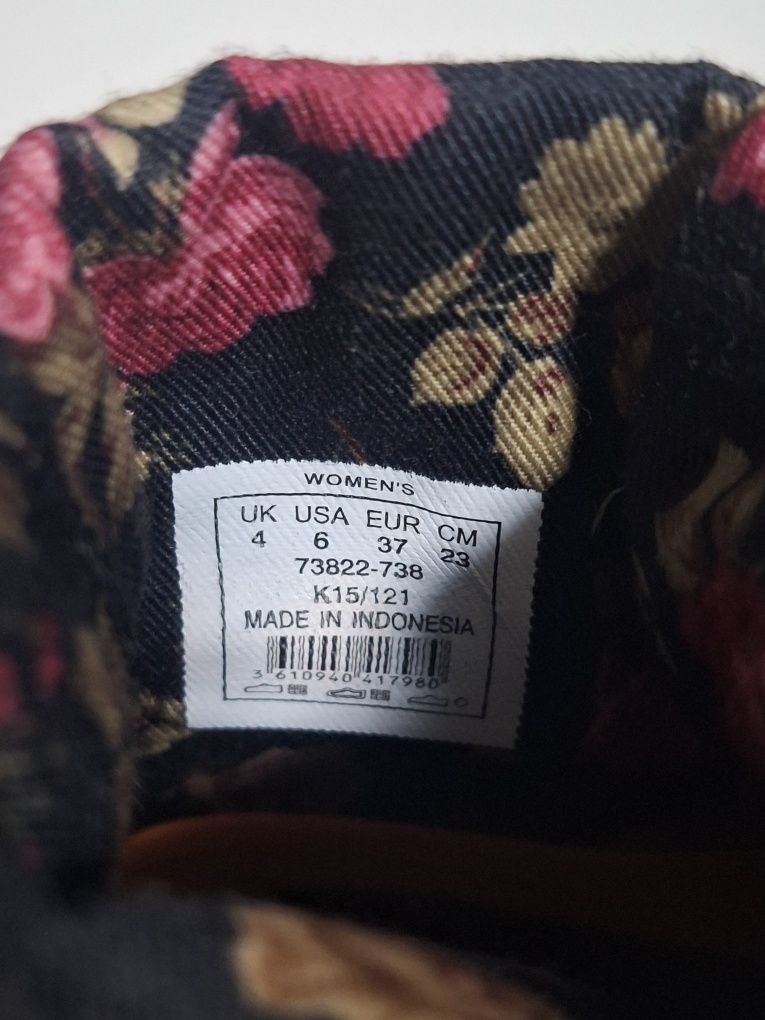 WOMEN'S
UK USA EUR CM
4 6 37 23
73822-738
K15/121
MADE IN INDONESIA
3 610940 417980